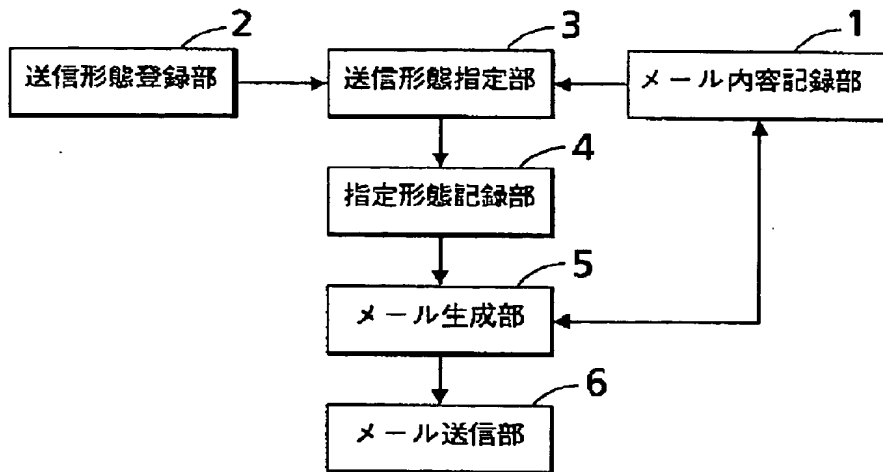 2
3
1
送信形態登録部
送信形態指定部
メール内容記録部
4
指定形態記録部
5
メール生成部
6
メール送信部